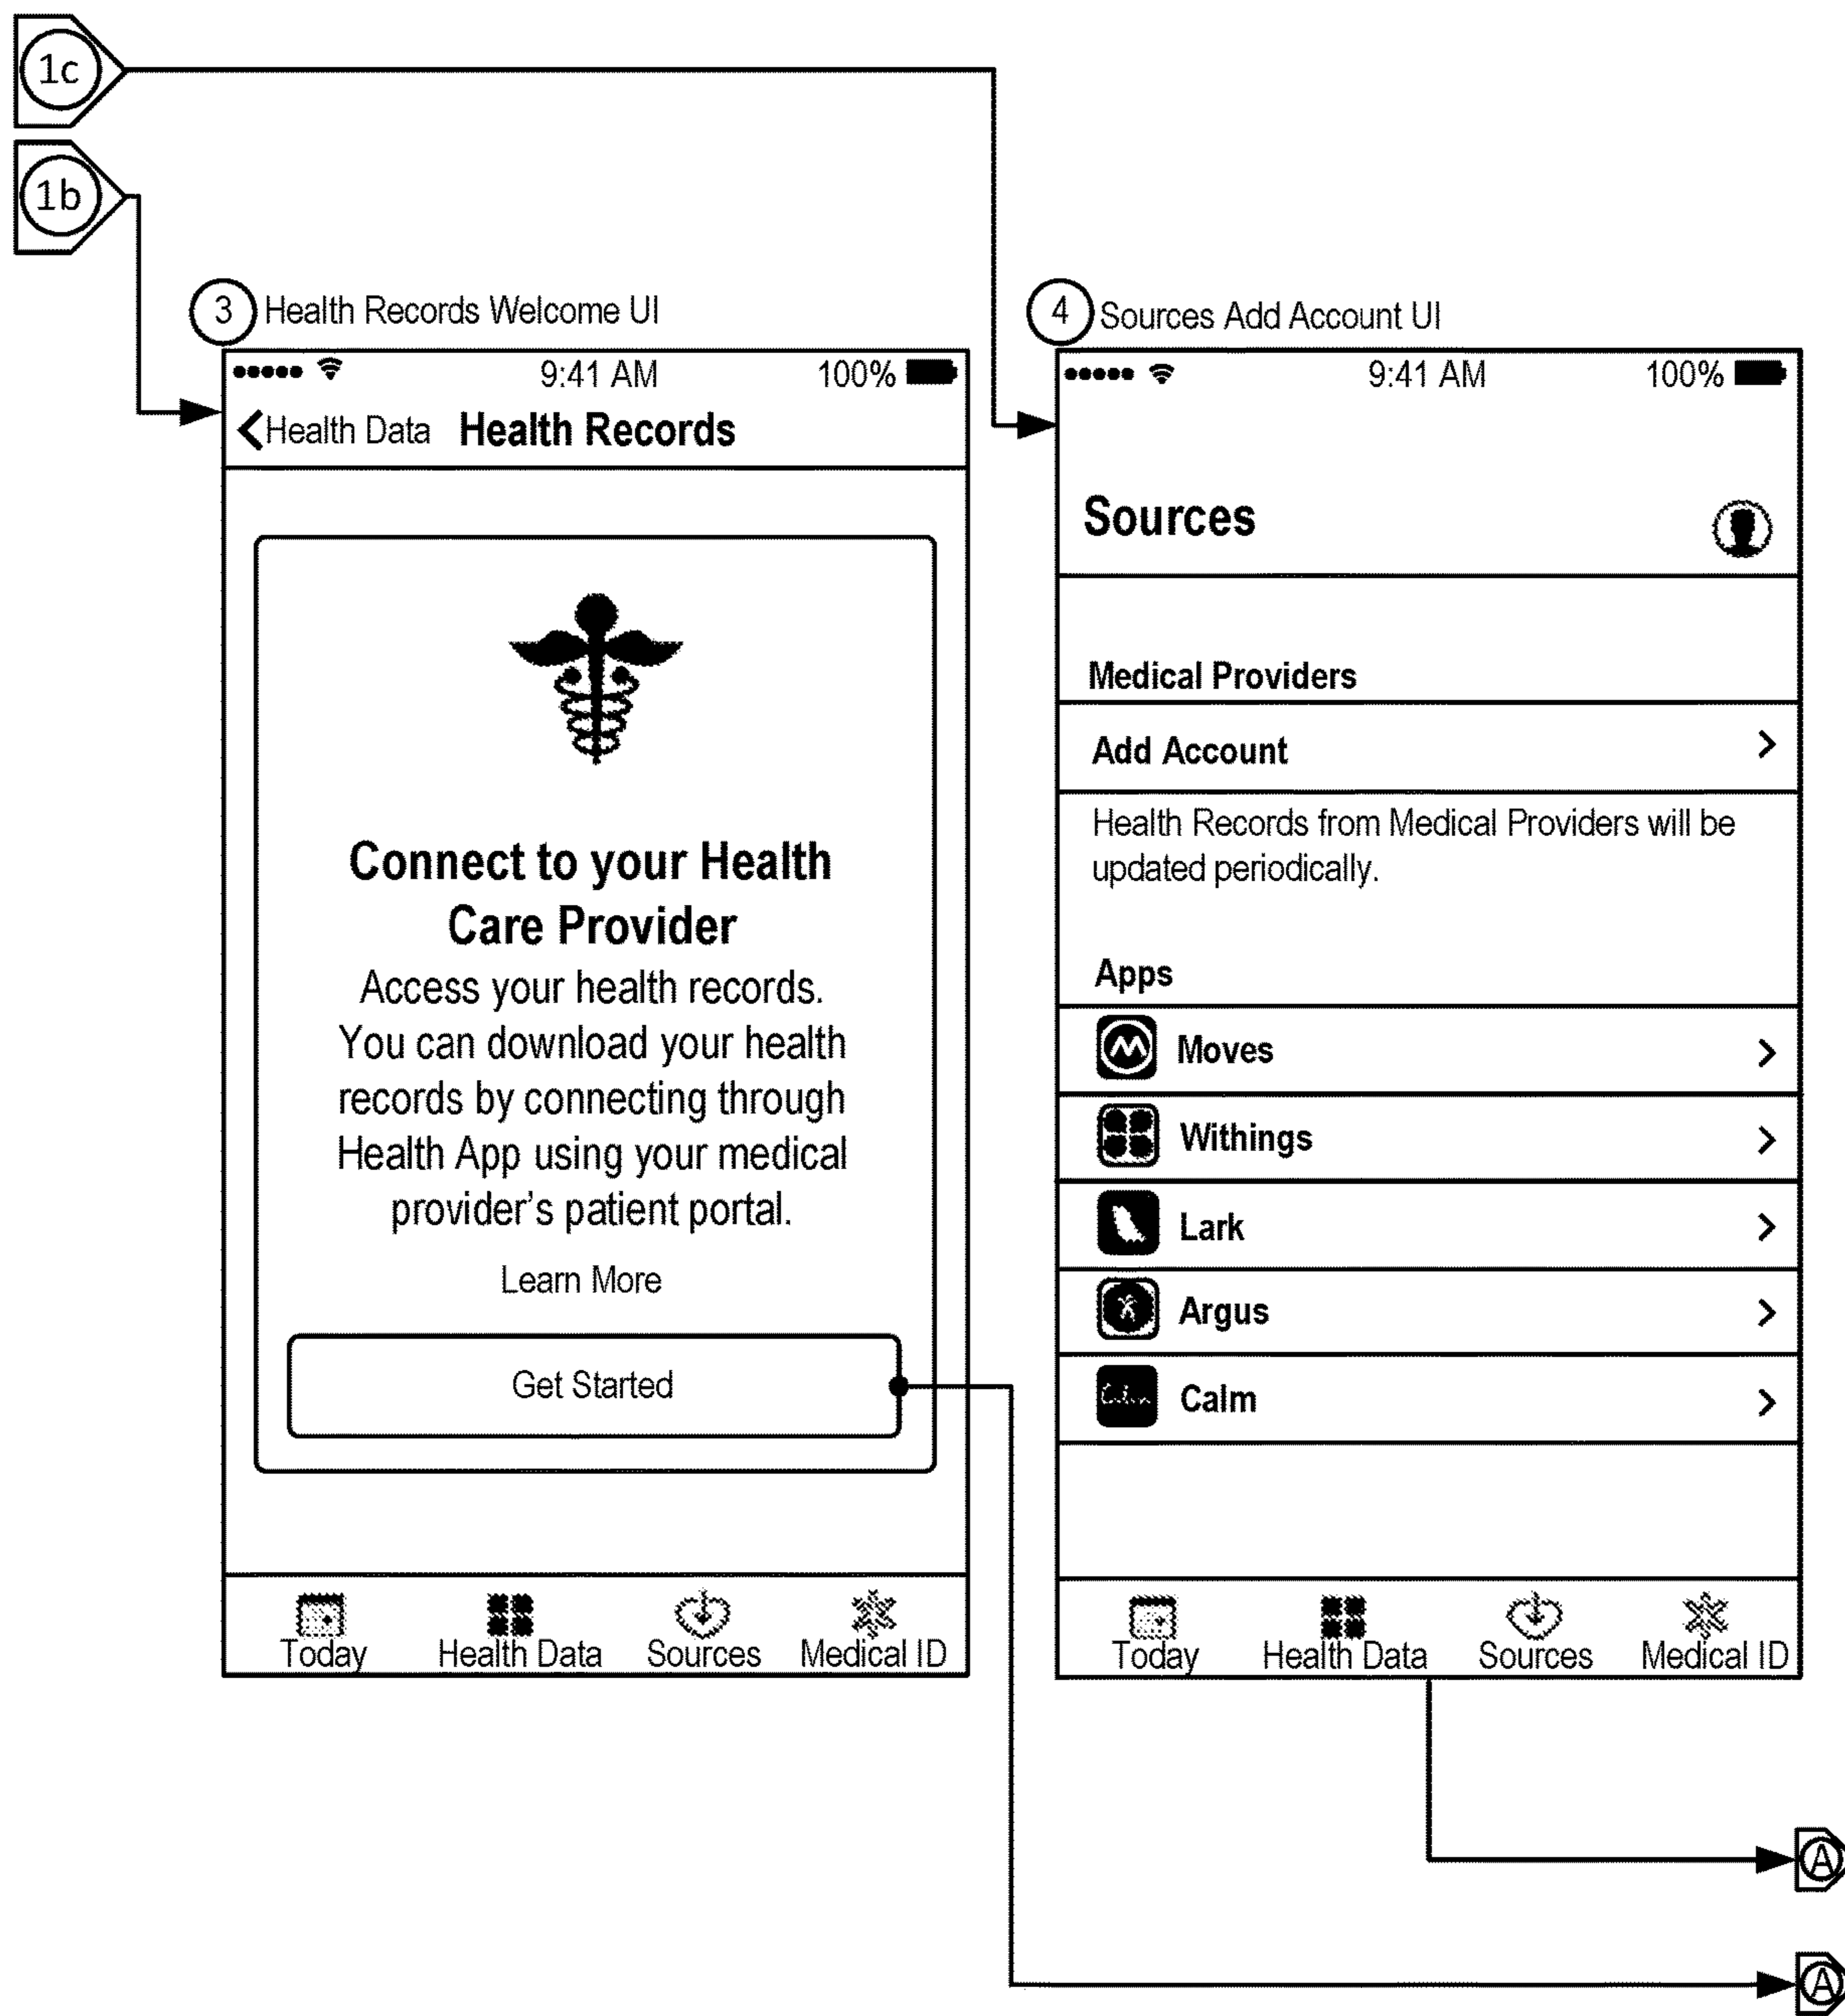 1c
1b
3 Health Records Welcome UI
9:41 AM 100%
Health Data Health Records
Connect to your Health
Care Provider
Access your health records.
You can download your health
records by connecting through
Health App using your medical
provider's patient portal.
Learn More
Get Started
Today Health Data Sources Medical ID
4 Sources Add Account UI
9:41 AM 100%
Sources
Medical Providers
Add Account
Health Records from Medical Providers will be
updated periodically.
Apps
Moves
Withings
Lark
Argus
Calm
Today Health Data Sources Medical ID
A
A